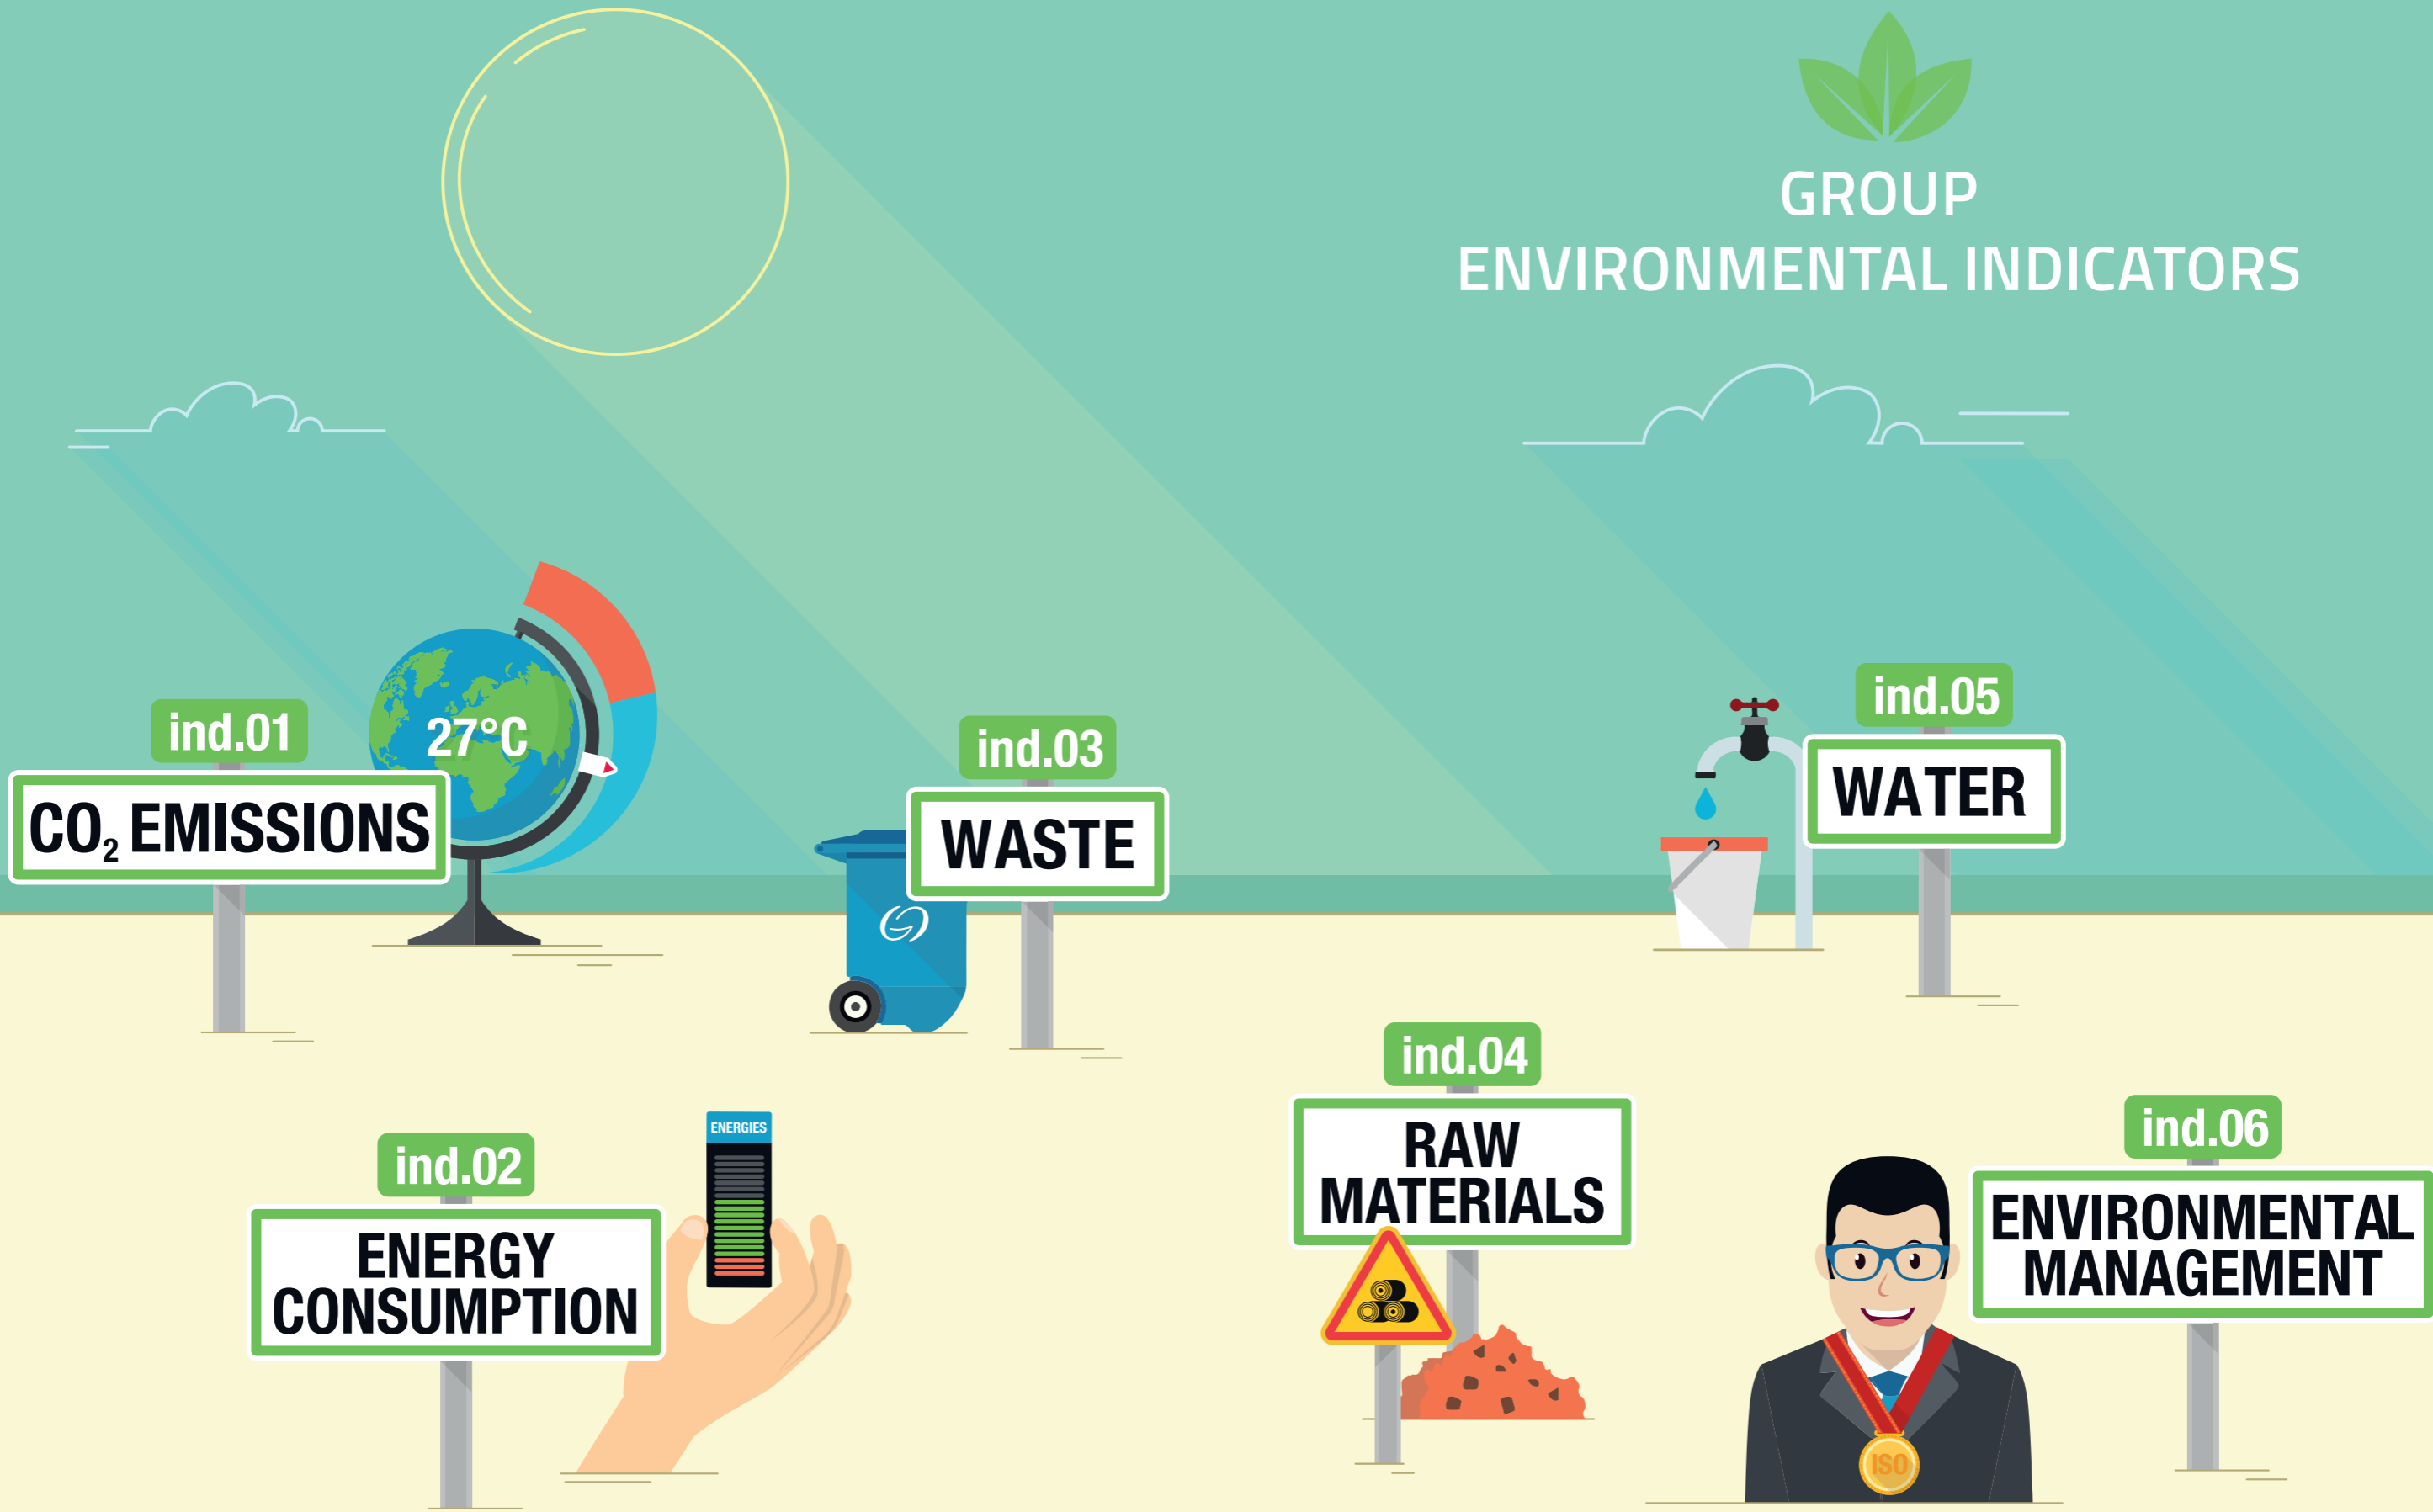 GROUP
ENVIRONMENTAL INDICATORS
ind.01
CO₂ EMISSIONS
27°C
ind.03
WASTE
ind.05
WATER
ind.02
ENERGY
CONSUMPTION
ENERGIES
ind.04
RAW
MATERIALS
ind.06
ENVIRONMENTAL
MANAGEMENT
ISO